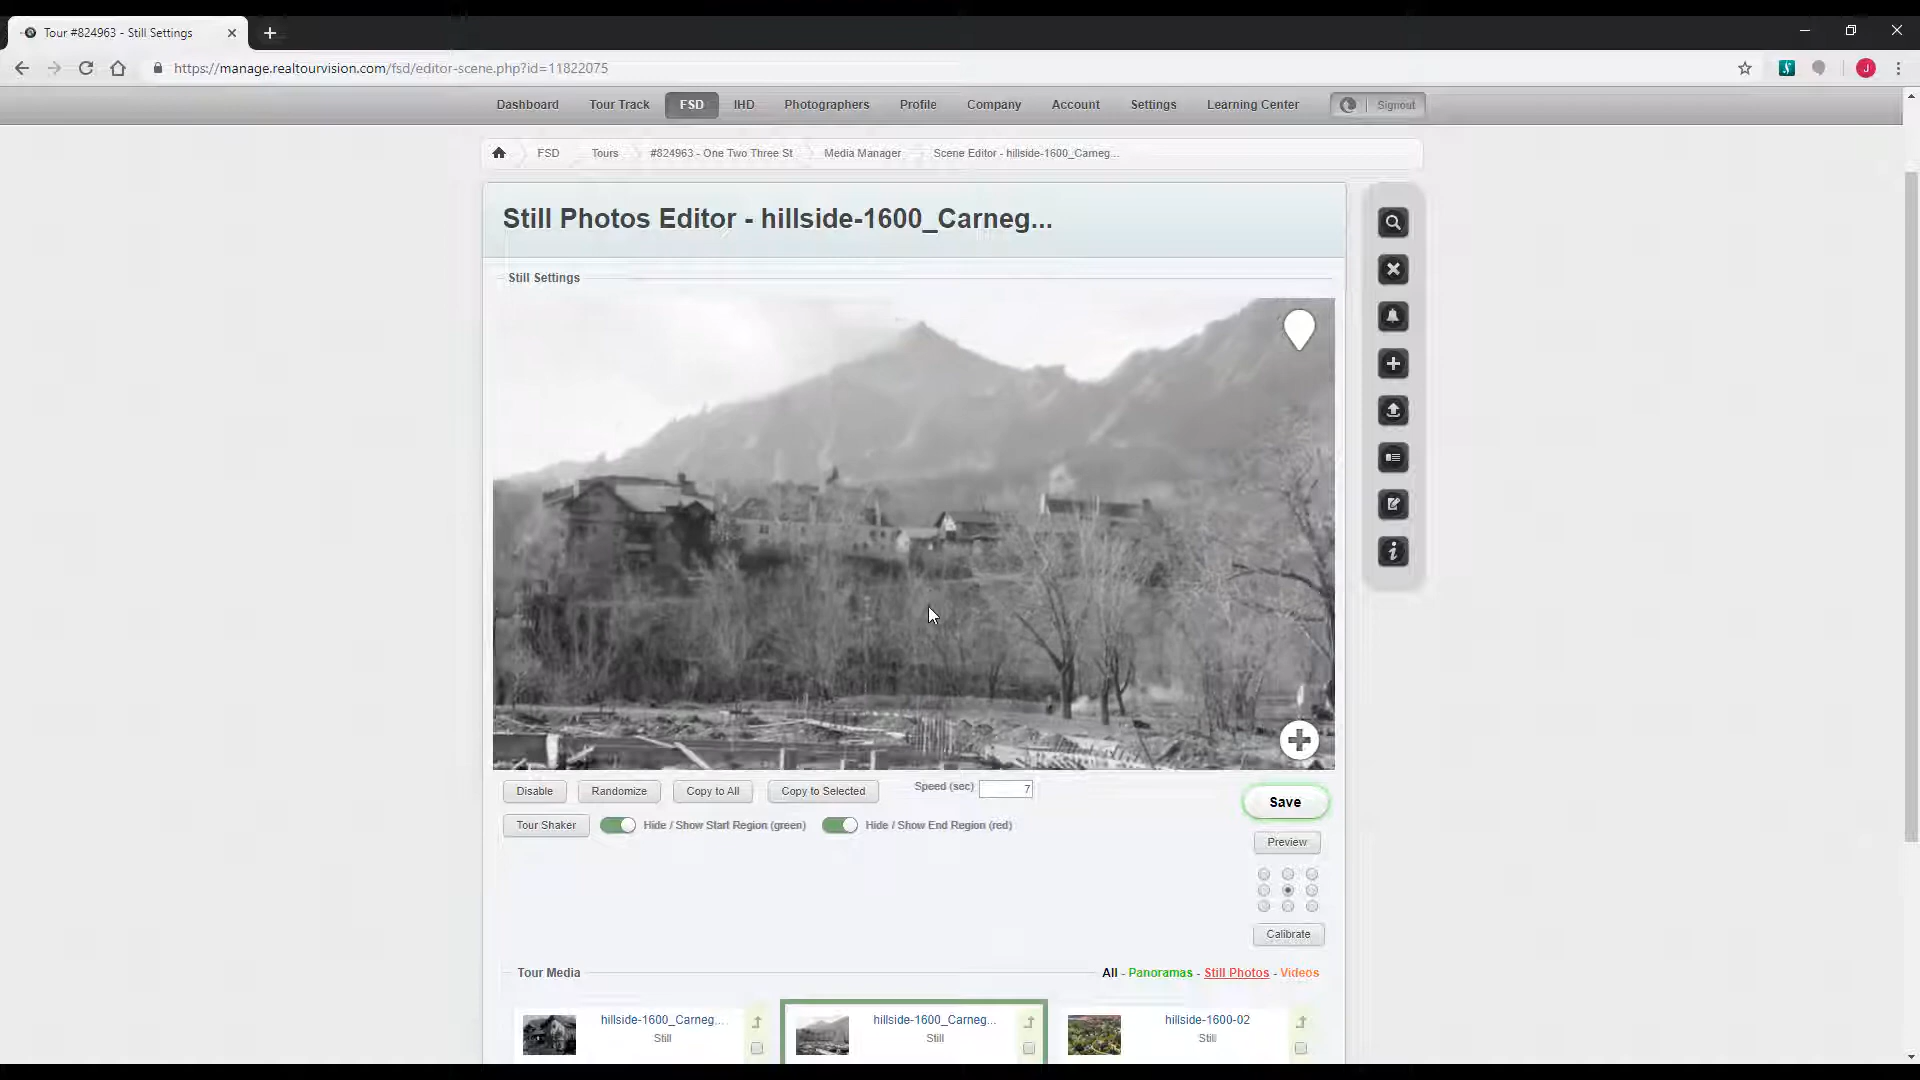 Tour #824963 - Still Settings
https://manage.realtourvision.com/fsd/editor-scene.php?id=11822075
J
Dashboard Tour Track FSD IHD Photographers Profile Company Account Settings Learning Center Signout
FSD Tours #824963 - One Two Three St Media Manager Scene Editor - hillside-1600_Carneg...
Still Photos Editor - hillside-1600_Carneg...
Still Settings
Disable Randomize Copy to All Copy to Selected Speed (sec) 7
Save
Tour Shaker Hide / Show Start Region (green) Hide / Show End Region (red)
Preview
Calibrate
Tour Media All - Panoramas - Still Photos - Videos
hillside-1600_Carneg... hillside-1600_Carneg... hillside-1600-02
Still Still Still